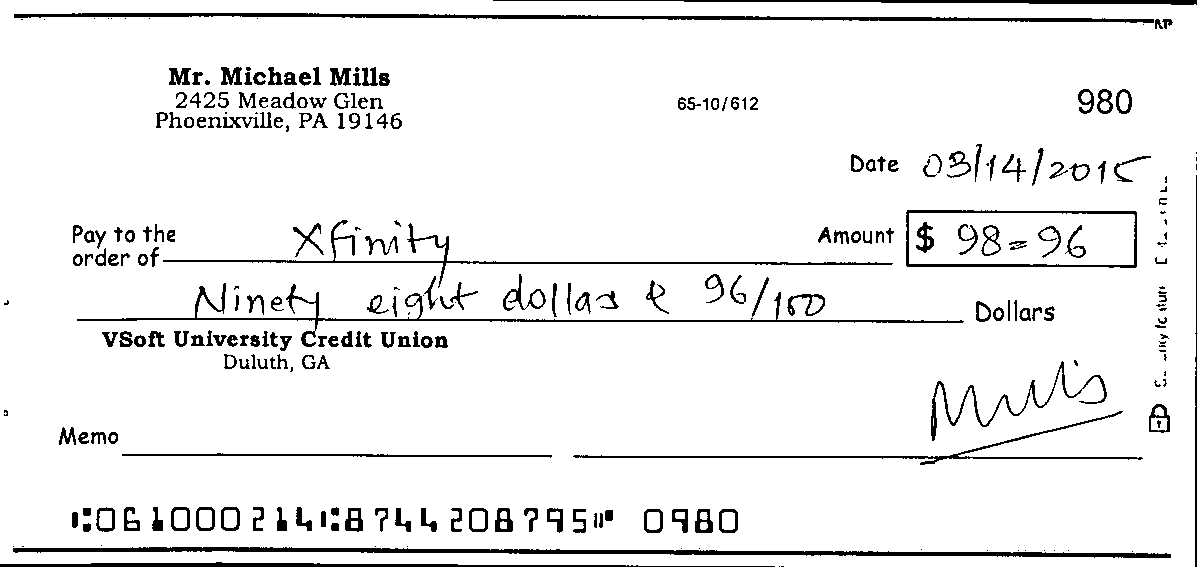 Mr. Michael Mills
2425 Meadow Glen
Phoenixville, PA 19146
65-10/612
980
Date 03/14/2015
Pay to the order of Xfinity
Amount $ 98=96
Ninety eight dollas & 96/100 Dollars
VSoft University Credit Union
Duluth, GA
Mills
Memo
⑆061000214⑆8744208795⑈ 0980